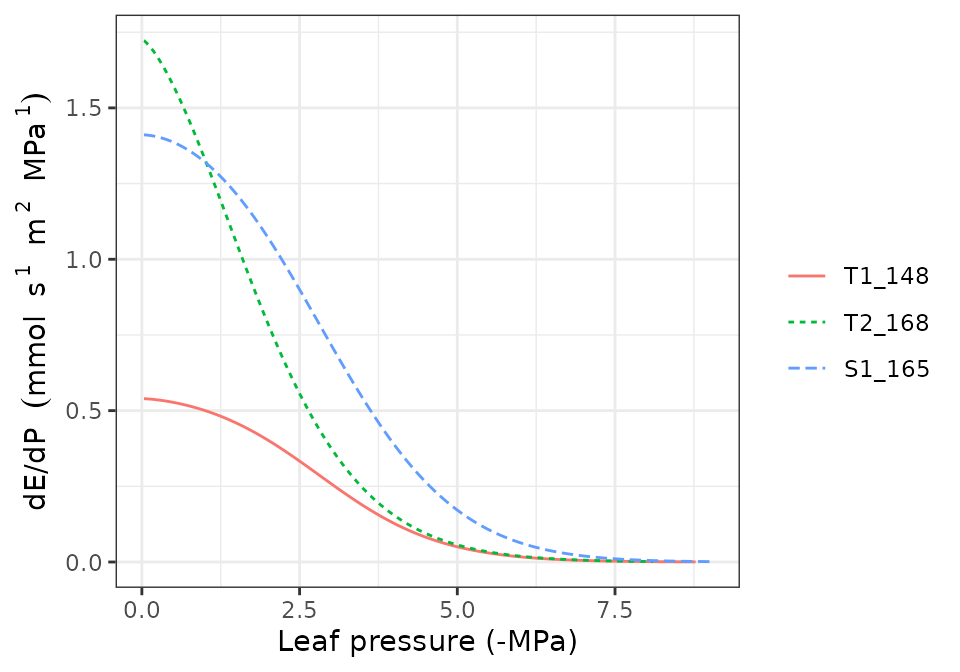 dE/dP (mmol s¹ m² MPa¹)
1.5
1.0
0.5
0.0
0.0 2.5 5.0 7.5
Leaf pressure (-MPa)
T1_148
T2_168
S1_165